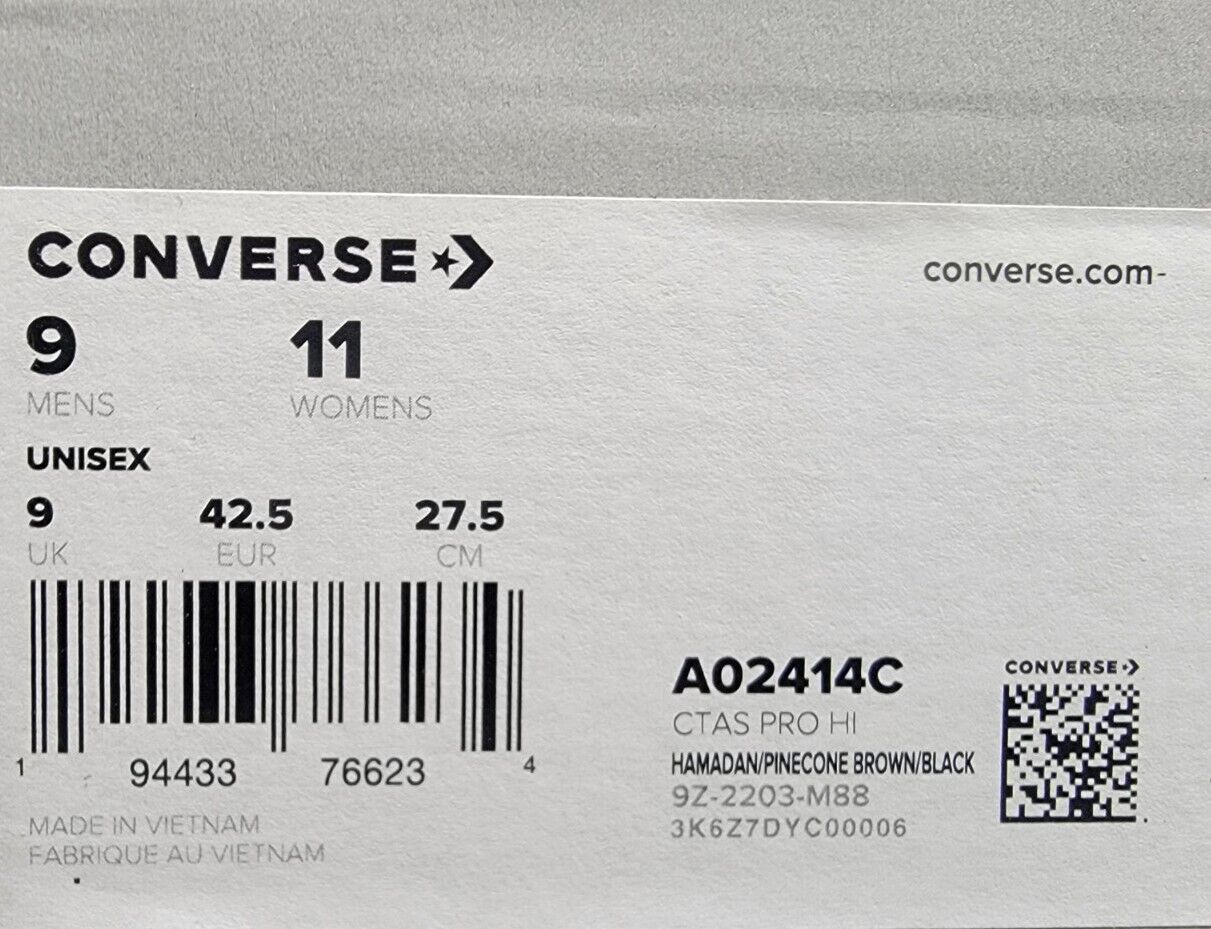 CONVERSE
converse.com-
9 11
MENS WOMENS
UNISEX
9 42.5 27.5
UK EUR CM
1 94433 76623 4
MADE IN VIETNAM
FABRIQUE AU VIETNAM
A02414C
CTAS PRO HI
HAMADAN/PINECONE BROWN/BLACK
9Z-2203-M88
3K6Z7DYC00006
CONVERSE